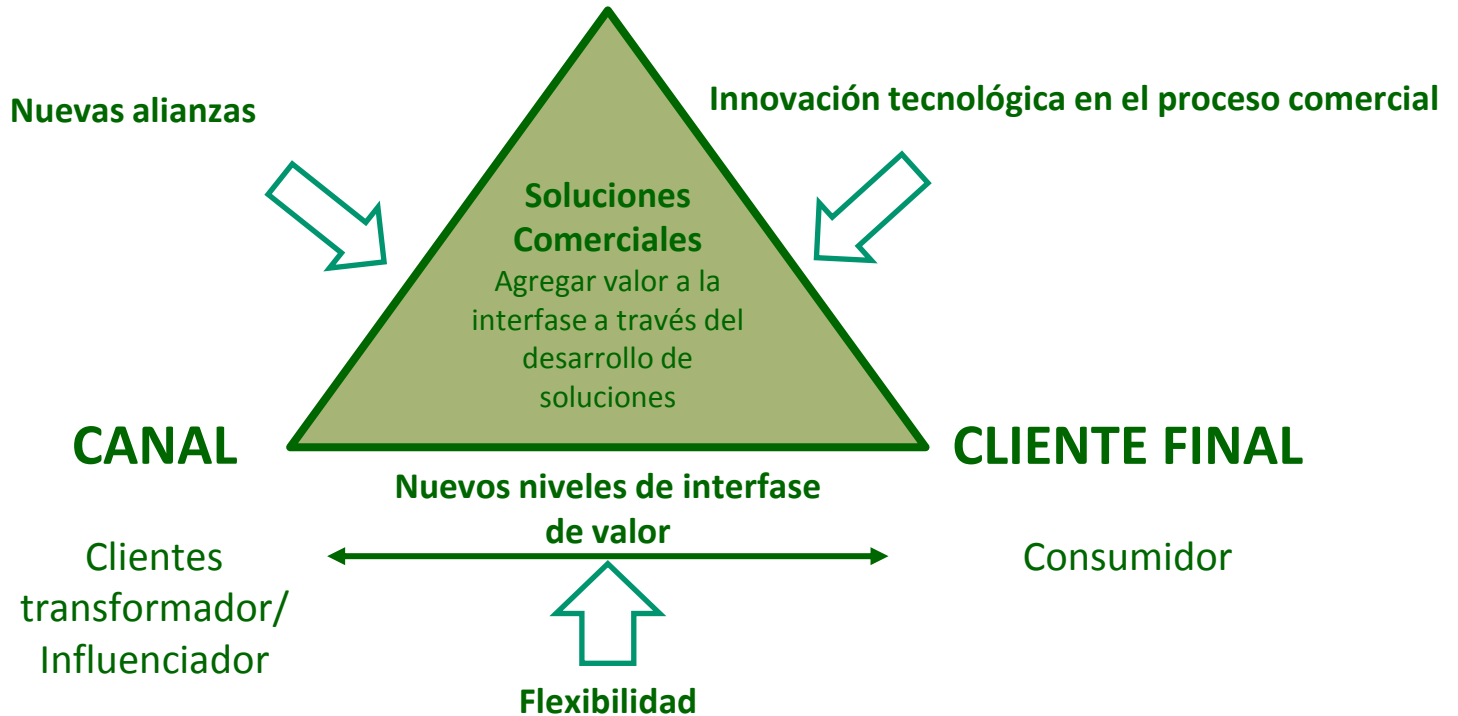 Nuevas alianzas
Innovación tecnológica en el proceso comercial
Soluciones
Comerciales
Agregar valor a la
interfase a través del
desarrollo de
soluciones
CANAL
CLIENTE FINAL
Nuevos niveles de interfase
de valor
Clientes
transformador/
Influenciador
Consumidor
Flexibilidad